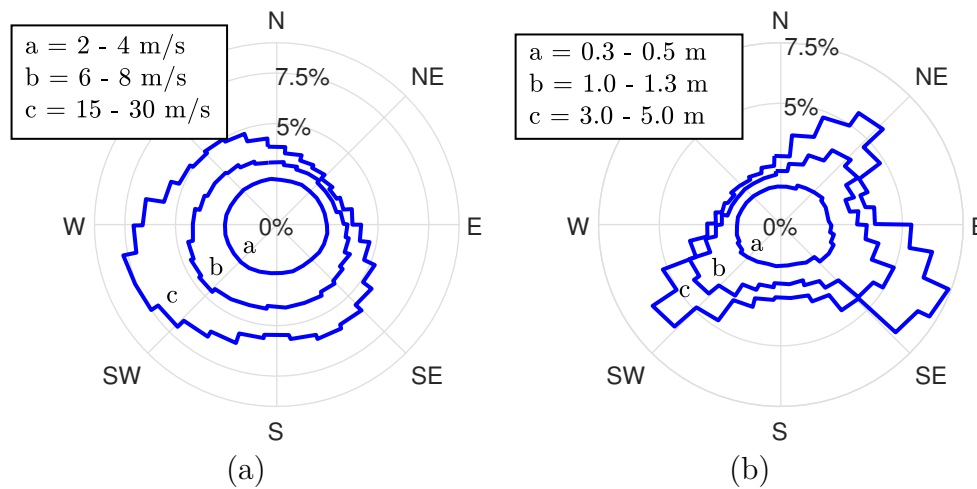 N
a = 2 - 4 m/s
b = 6 - 8 m/s
c = 15 - 30 m/s
7.5%
NE
5%
W
0%
E
a
b
c
SW
SE
S
(a)
N
a = 0.3 - 0.5 m
b = 1.0 - 1.3 m
c = 3.0 - 5.0 m
7.5%
NE
5%
W
0%
E
a
b
c
SW
SE
S
(b)